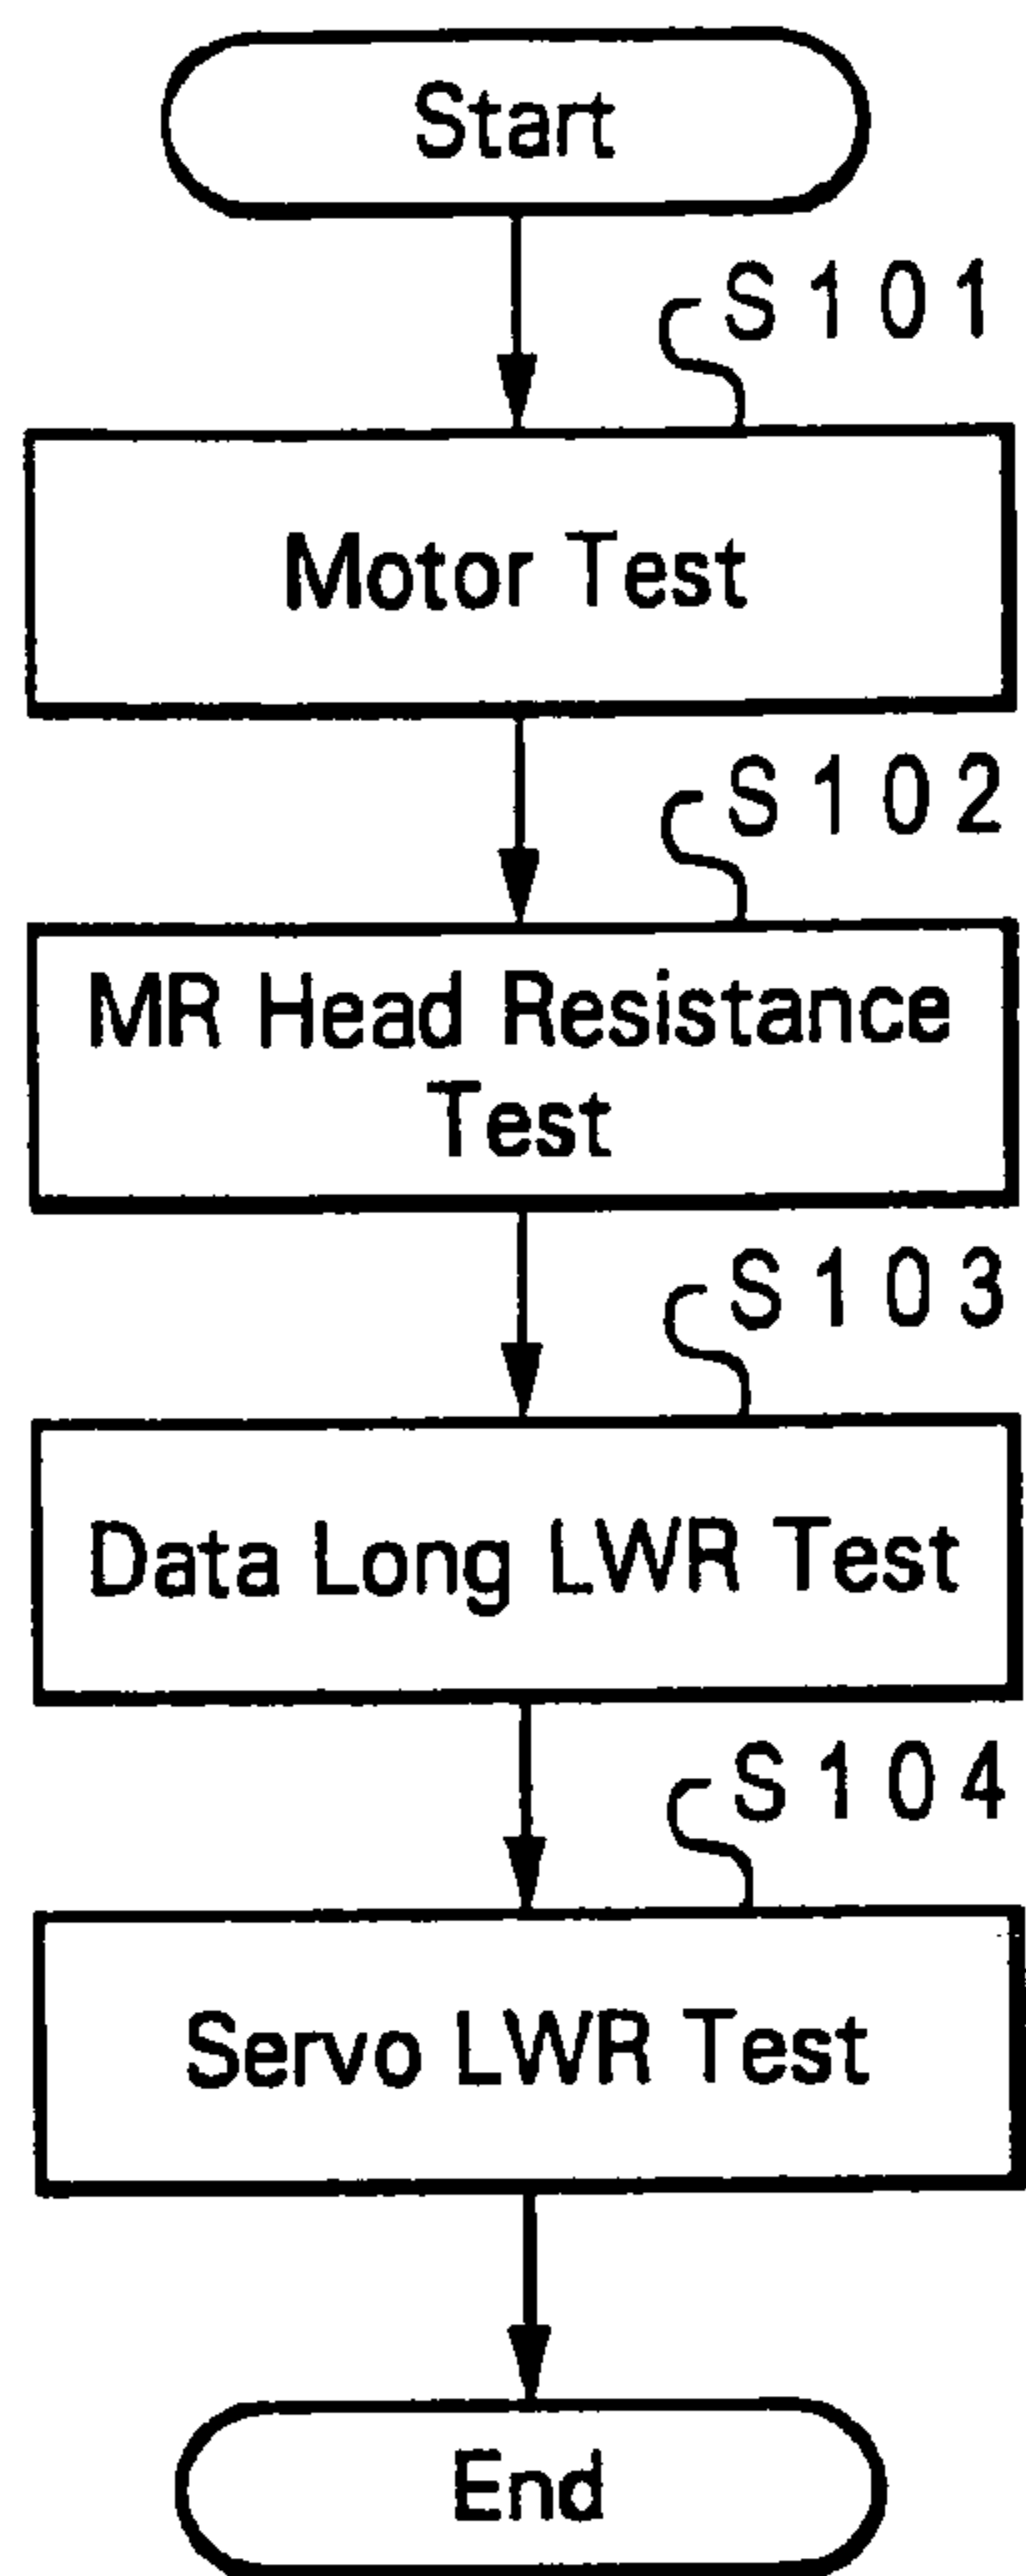 Start
S101
Motor Test
S102
MR Head Resistance
Test
S103
Data Long LWR Test
S104
Servo LWR Test
End